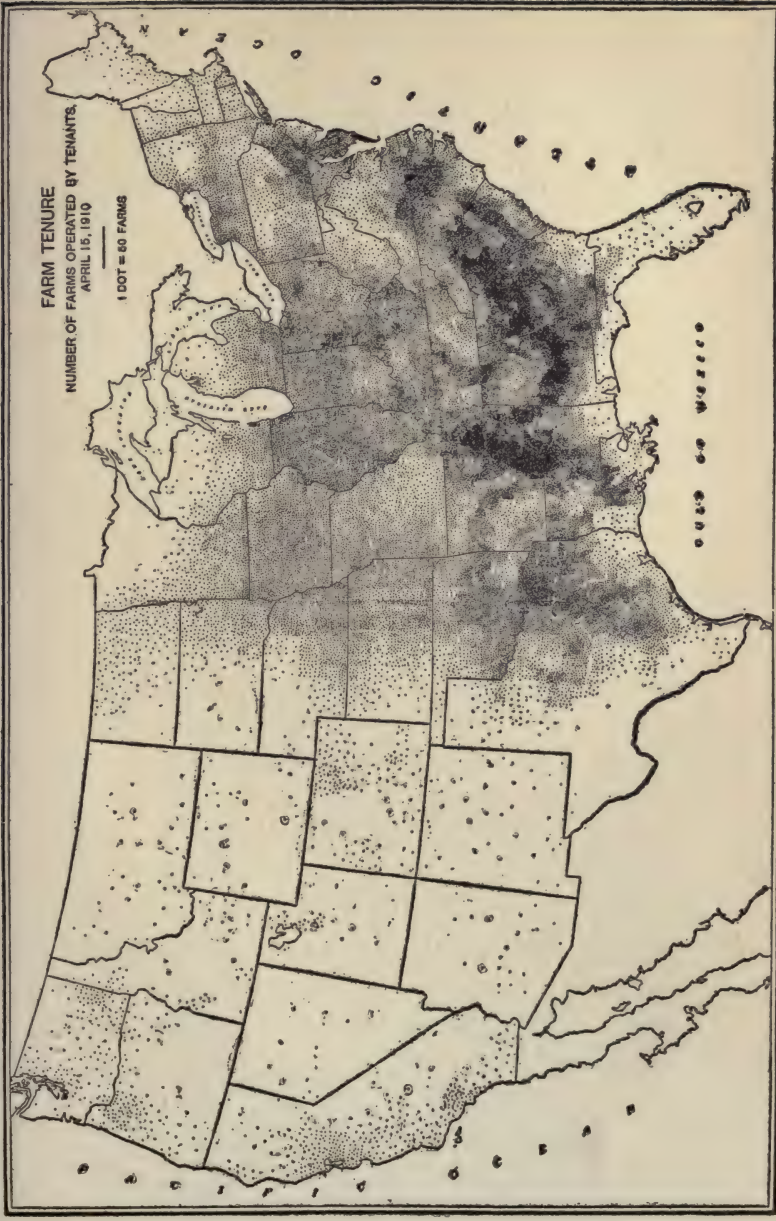 FARM TENURE
NUMBER OF FARMS OPERATED BY TENANTS,
APRIL 15, 1910
1 DOT = 50 FARMS
OCEAN
GULF OF MEXICO
PACIFIC
OCEAN